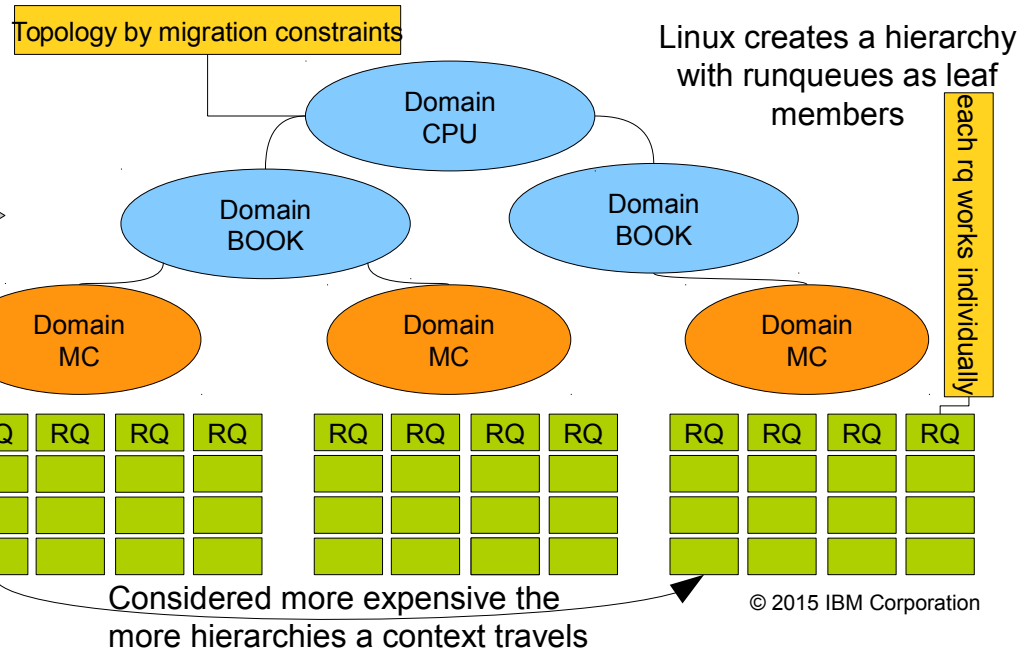 Topology by migration constraints
Linux creates a hierarchy
with runqueues as leaf
members
each rq works individually
Domain
CPU
Domain
BOOK
Domain
BOOK
Domain
MC
Domain
MC
Domain
MC
Q RQ RQ RQ RQ RQ RQ RQ RQ RQ RQ RQ
Considered more expensive the
more hierarchies a context travels
© 2015 IBM Corporation